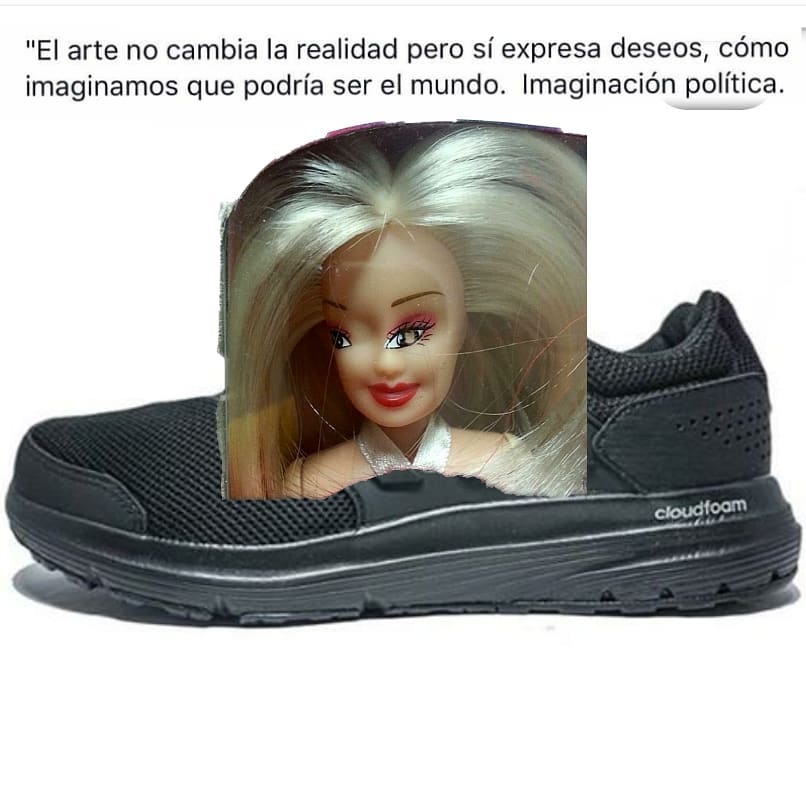 "El arte no cambia la realidad pero sí expresa deseos, cómo
imaginamos que podría ser el mundo.  Imaginación política.
cloudfoam